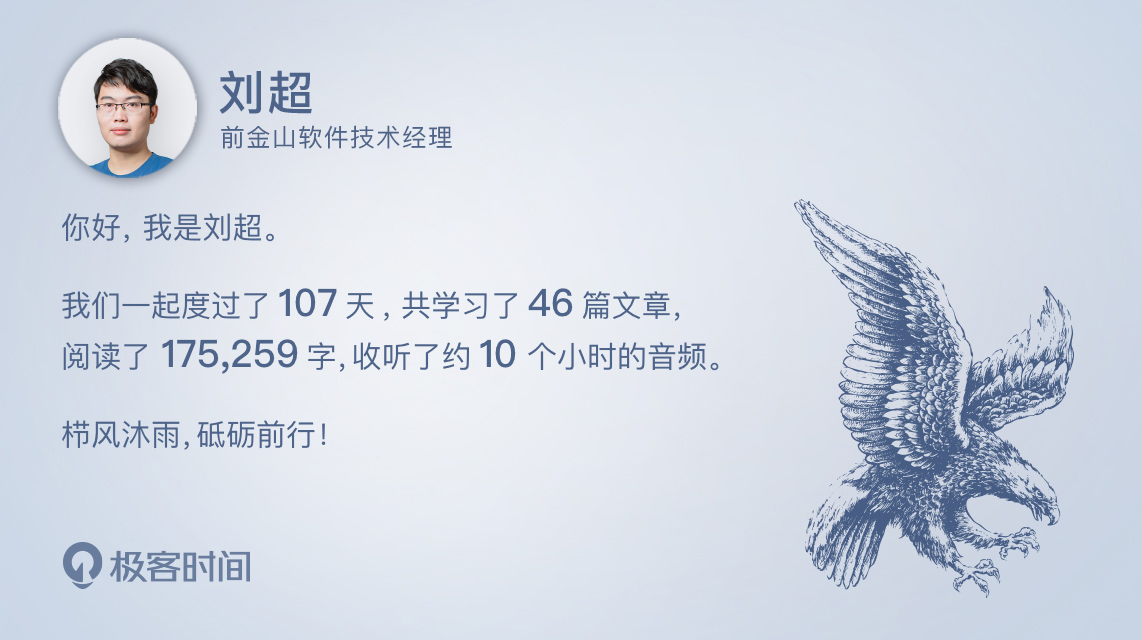 刘超
前金山软件技术经理
你好，我是刘超。
我们一起度过了 107 天，共学习了 46 篇文章，
阅读了 175,259 字，收听了约 10 个小时的音频。
栉风沐雨，砥砺前行！
极客时间